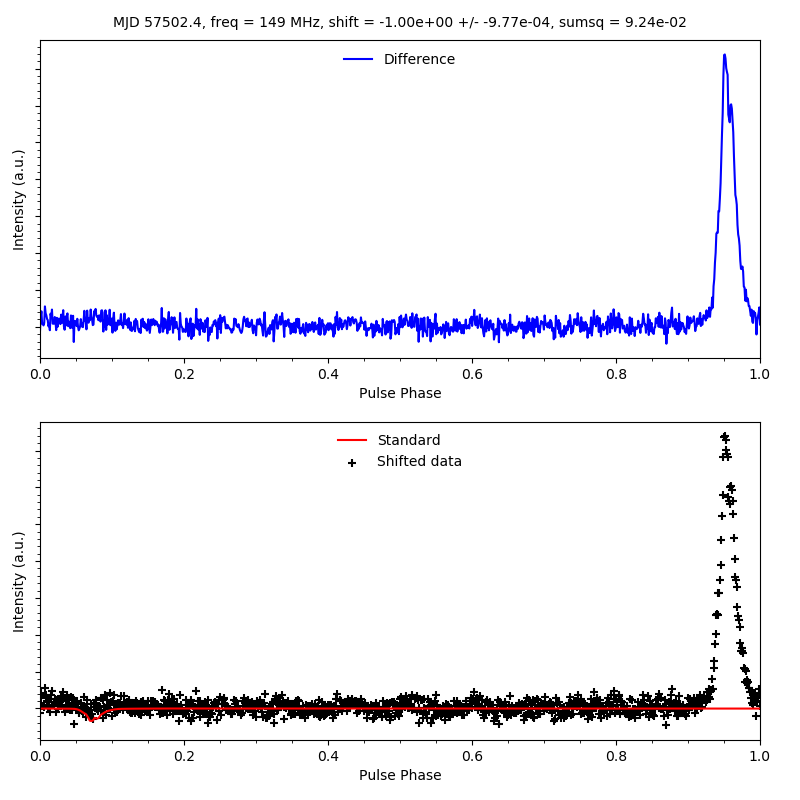 MJD 57502.4, freq = 149 MHz, shift = -1.00e+00 +/- -9.77e-04, sumsq = 9.24e-02
Difference
Intensity (a.u.)
0.0 0.2 0.4 0.6 0.8 1.0
Pulse Phase
Standard
Shifted data
Intensity (a.u.)
0.0 0.2 0.4 0.6 0.8 1.0
Pulse Phase